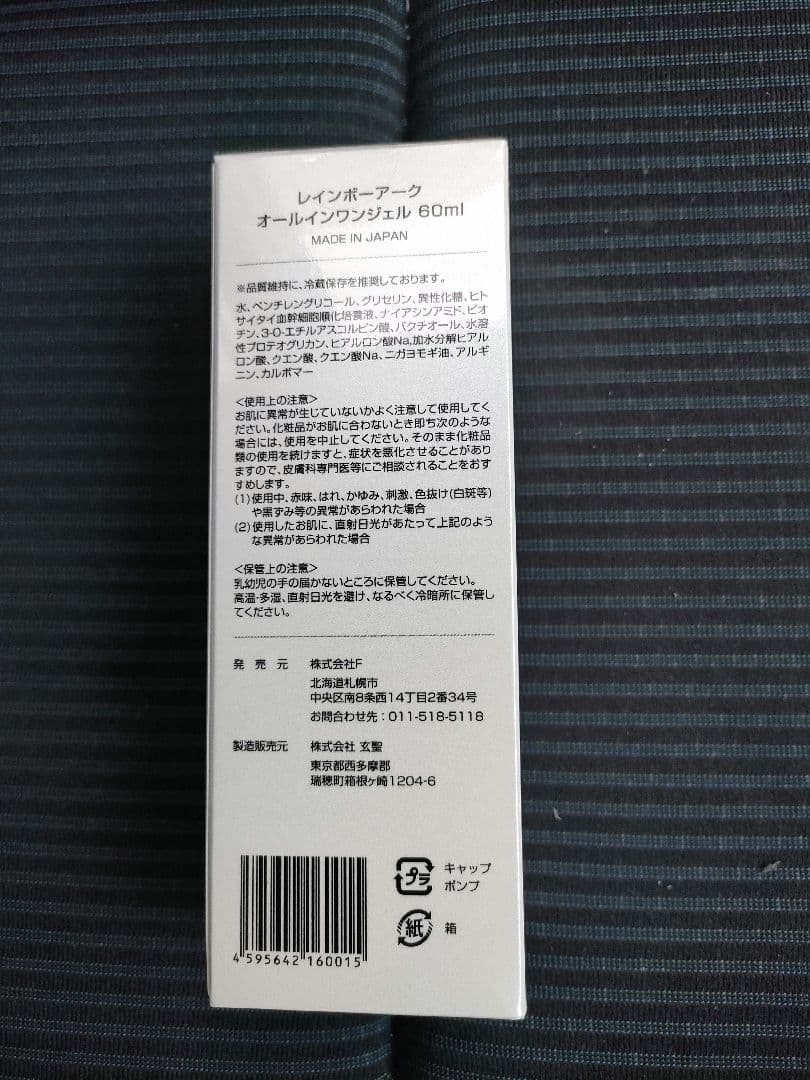 レインボーアーク
オールインワンジェル 60ml
MADE IN JAPAN
※品質維持に、冷蔵保存を推奨しております。
水、ペンチレングリコール、グリセリン、異性化糖、ヒト
サイタイ血幹細胞順化培養液、ナイアシンアミド、ビオ
チン、3-O-エチルアスコルビン酸、バクチオール、水溶
性プロテオグリカン、ヒアルロン酸Na,加水分解ヒアル
ロン酸、クエン酸、クエン酸Na、ニガヨモギ油、アルギ
ニン、カルボマー
<使用上の注意>
お肌に異常が生じていないかよく注意して使用してく
ださい。化粧品がお肌に合わないとき即ち次のような
場合には、使用を中止してください。そのまま化粧品
類の使用を続けますと、症状を悪化させることがあり
ますので、皮膚科専門医等にご相談されることをおす
すめします。
(1)使用中、赤味、はれ、かゆみ、刺激、色抜け(白斑等)
や黒ずみ等の異常があらわれた場合
(2)使用したお肌に、直射日光があたって上記のよう
な異常があらわれた場合
<保管上の注意>
乳幼児の手の届かないところに保管してください。
高温・多湿、直射日光を避け、なるべく冷暗所に保管し
てください。
発売元 株式会社F
北海道札幌市
中央区南8条西14丁目2番34号
お問合わせ先:011-518-5118
製造販売元 株式会社 玄聖
東京都西多摩郡
瑞穂町箱根ヶ崎1204-6
プラ キャップ
ポンプ
紙 箱
4595642160015